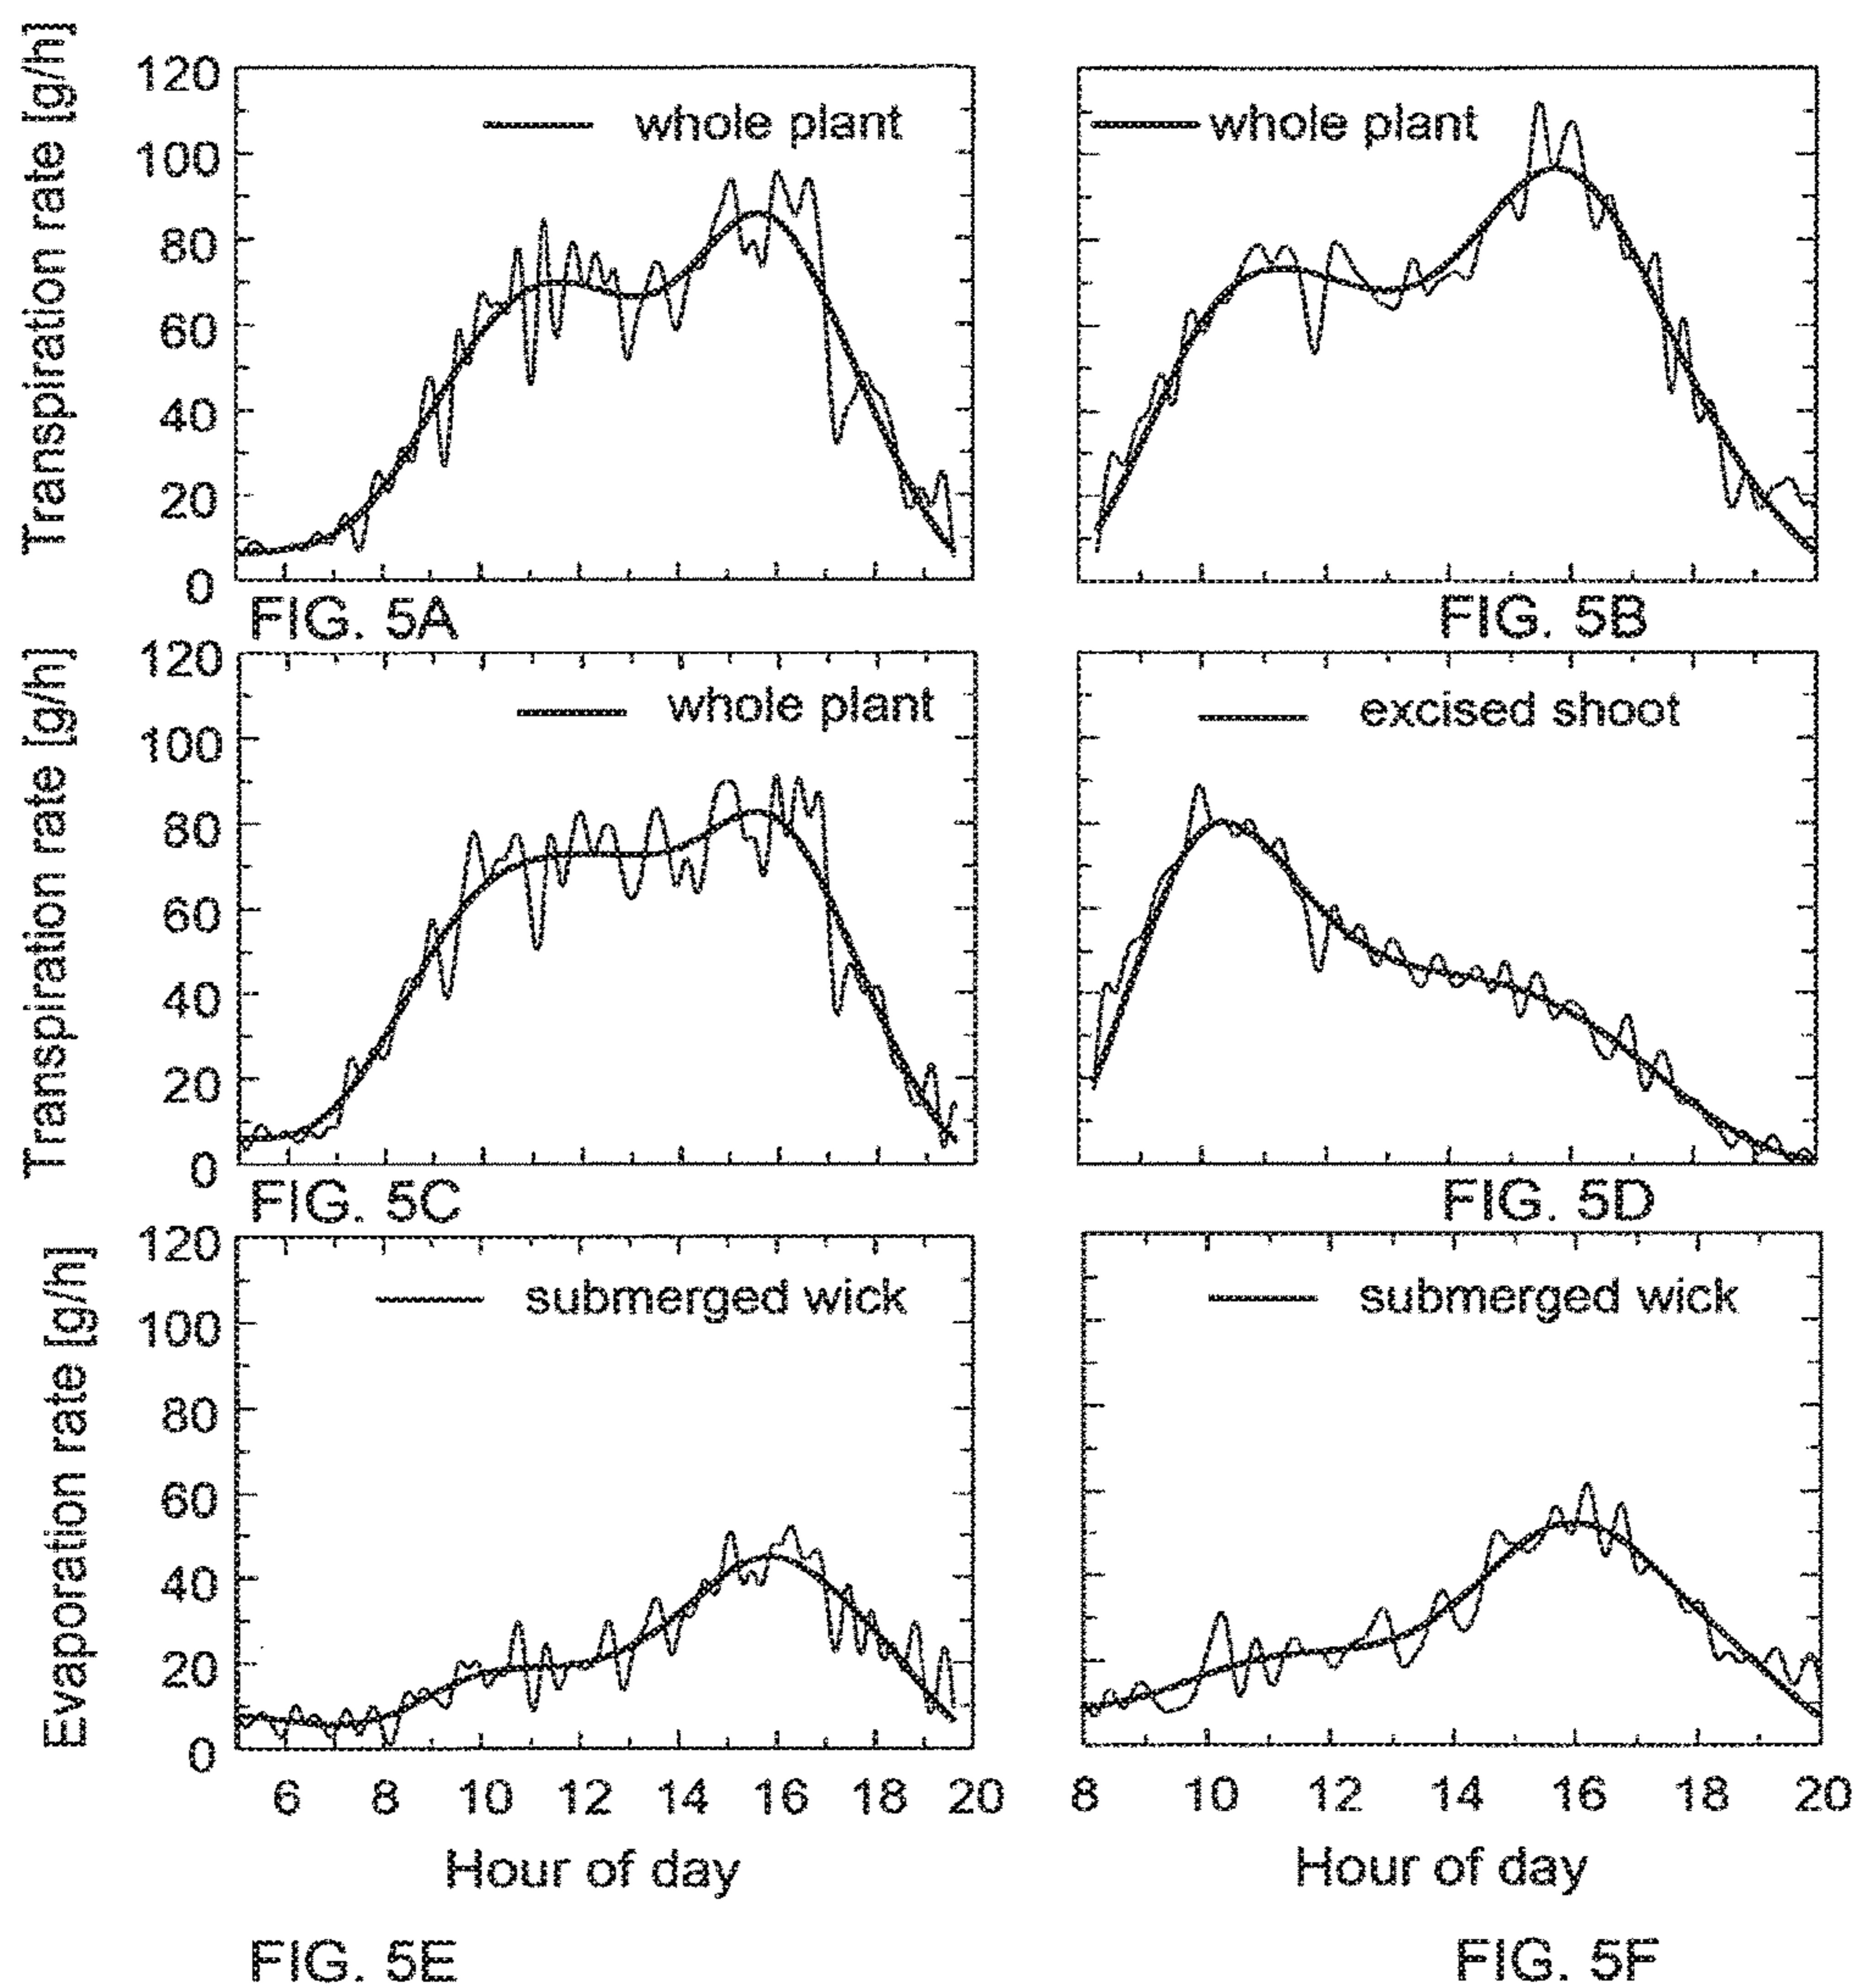 Transpiration rate [g/h]
120
100
80
60
40
20
0
whole plant
FIG. 5A
whole plant
FIG. 5B
Transpiration rate [g/h]
120
100
80
60
40
20
0
whole plant
FIG. 5C
excised shoot
FIG. 5D
Evaporation rate [g/h]
120
100
80
60
40
20
0
submerged wick
6 8 10 12 14 16 18 20
Hour of day
FIG. 5E
submerged wick
8 10 12 14 16 18 20
Hour of day
FIG. 5F